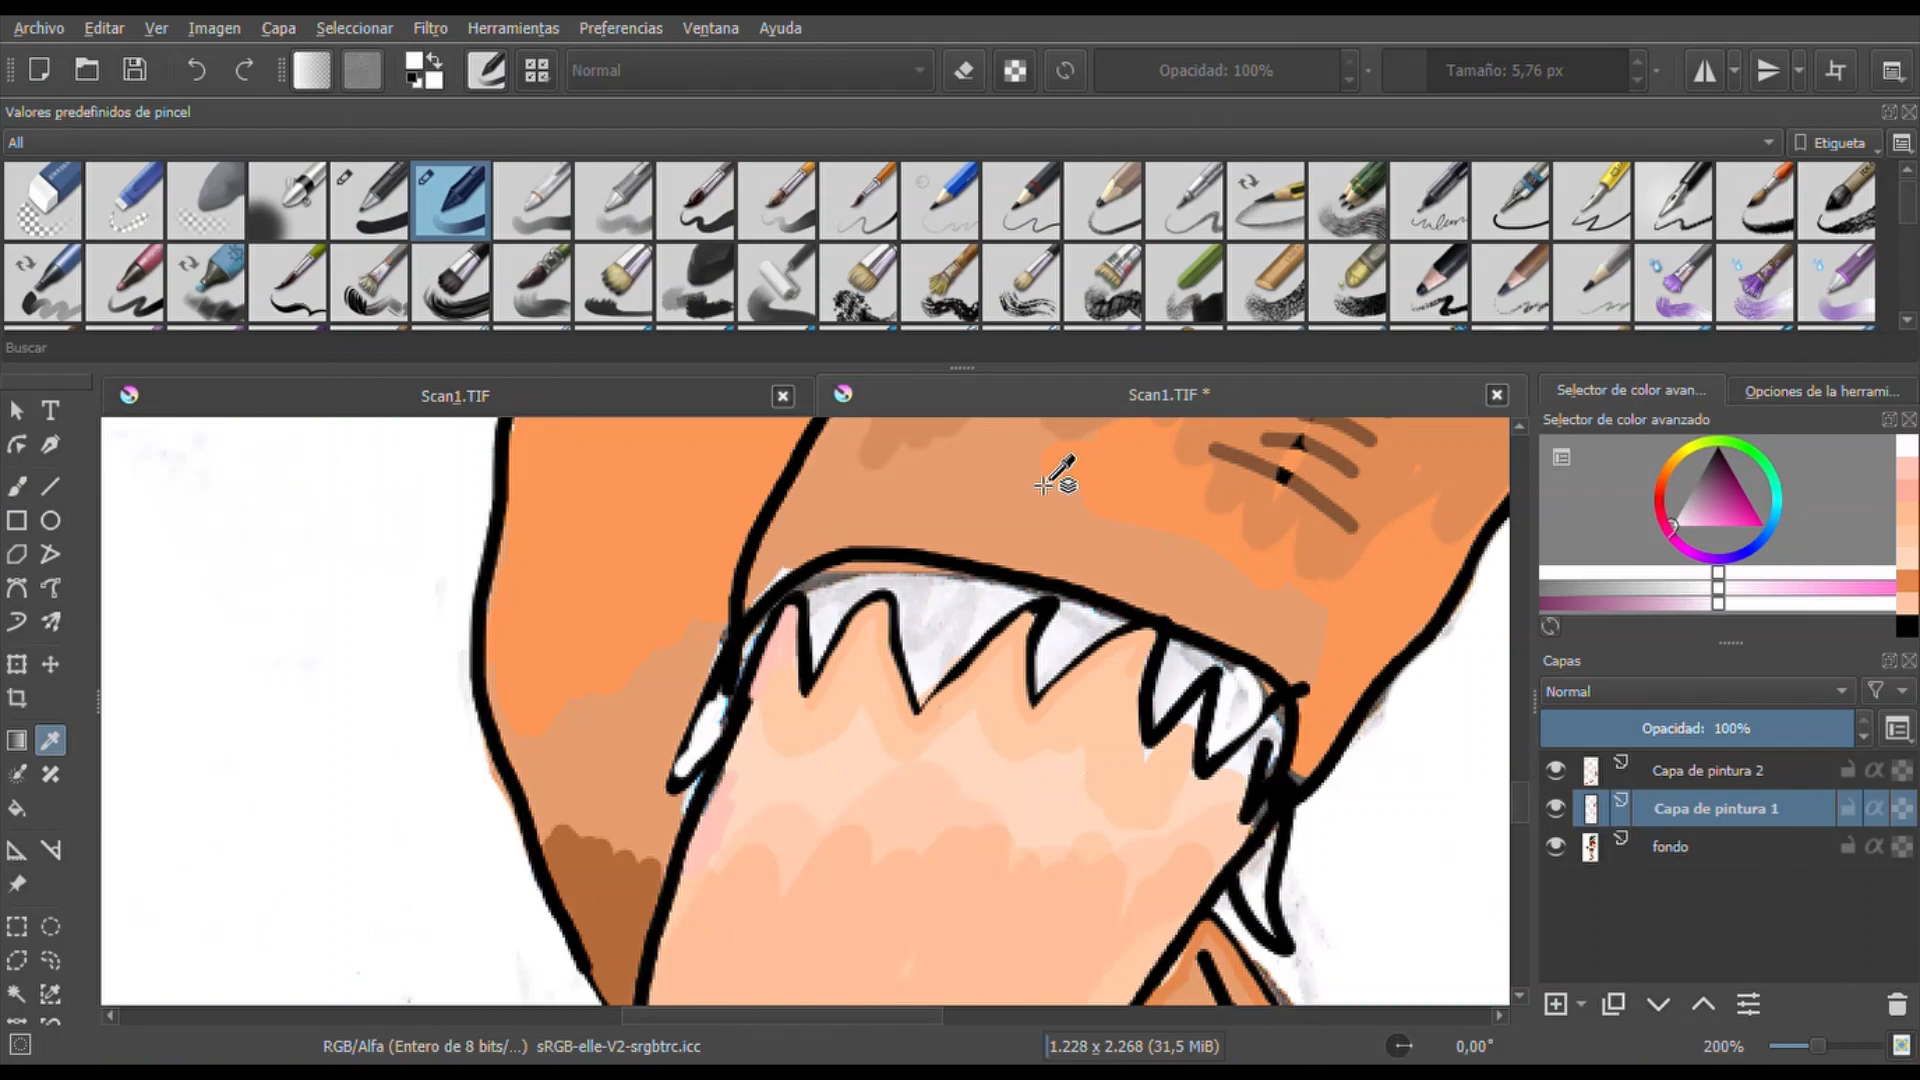 Archivo Editar Ver Imagen Capa Seleccionar Filtro Herramientas Preferencias Ventana Ayuda
Normal Opacidad: 100% Tamaño: 5,76 px
Valores predefinidos de pincel
All Etiqueta
Buscar
Scan1.TIF Scan1.TIF *
Selector de color avan... Opciones de la herrami...
Selector de color avanzado
Capas
Normal
Opacidad: 100%
Capa de pintura 2
Capa de pintura 1
fondo
RGB/Alfa (Entero de 8 bits/...) sRGB-elle-V2-srgbtrc.icc 1.228 x 2.268 (31,5 MiB) 0,00° 200%